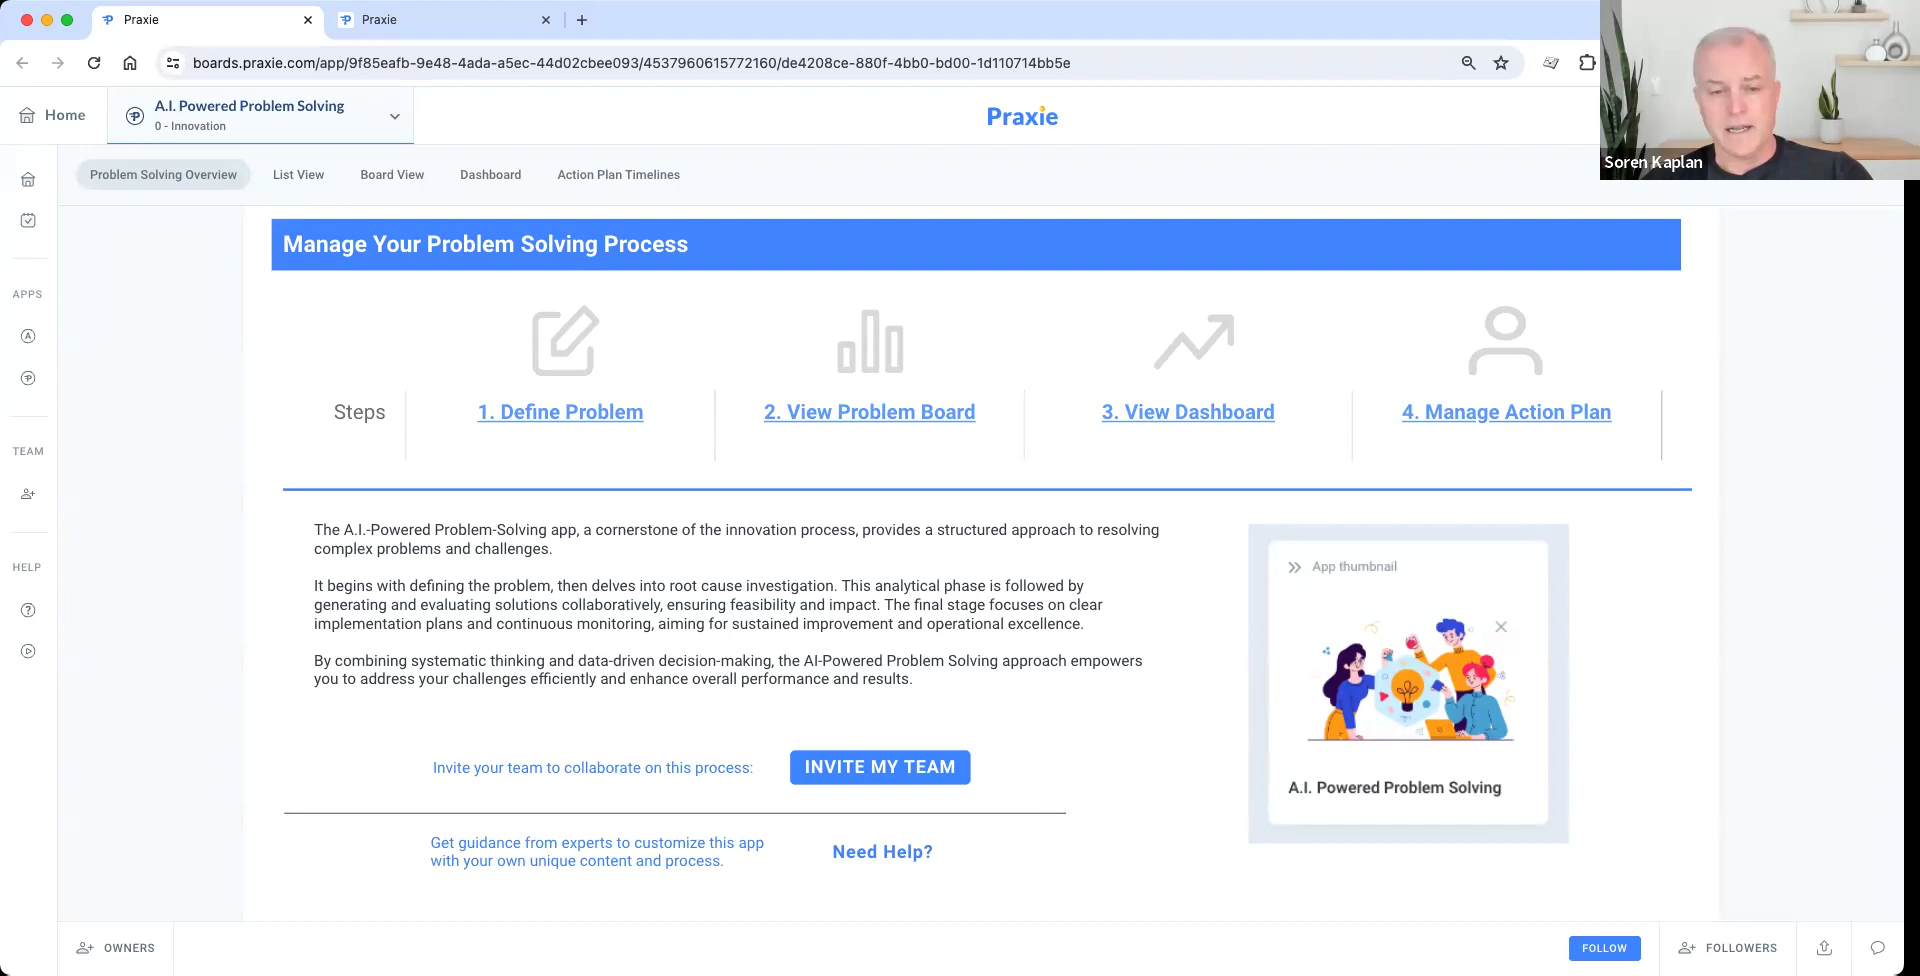 Praxie
Praxie
boards.praxie.com/app/9f85eafb-9e48-4ada-a5ec-44d02cbee093/4537960615772160/de4208ce-880f-4bb0-bd00-1d110714bb5e
Home
A.I. Powered Problem Solving
0 - Innovation
Praxie
Soren Kaplan
Problem Solving Overview
List View
Board View
Dashboard
Action Plan Timelines
APPS
TEAM
HELP
Manage Your Problem Solving Process
Steps
1. Define Problem
2. View Problem Board
3. View Dashboard
4. Manage Action Plan
The A.I.-Powered Problem-Solving app, a cornerstone of the innovation process, provides a structured approach to resolving
complex problems and challenges.
It begins with defining the problem, then delves into root cause investigation. This analytical phase is followed by
generating and evaluating solutions collaboratively, ensuring feasibility and impact. The final stage focuses on clear
implementation plans and continuous monitoring, aiming for sustained improvement and operational excellence.
By combining systematic thinking and data-driven decision-making, the AI-Powered Problem Solving approach empowers
you to address your challenges efficiently and enhance overall performance and results.
App thumbnail
A.I. Powered Problem Solving
Invite your team to collaborate on this process:
INVITE MY TEAM
Get guidance from experts to customize this app
with your own unique content and process.
Need Help?
OWNERS
FOLLOW
FOLLOWERS